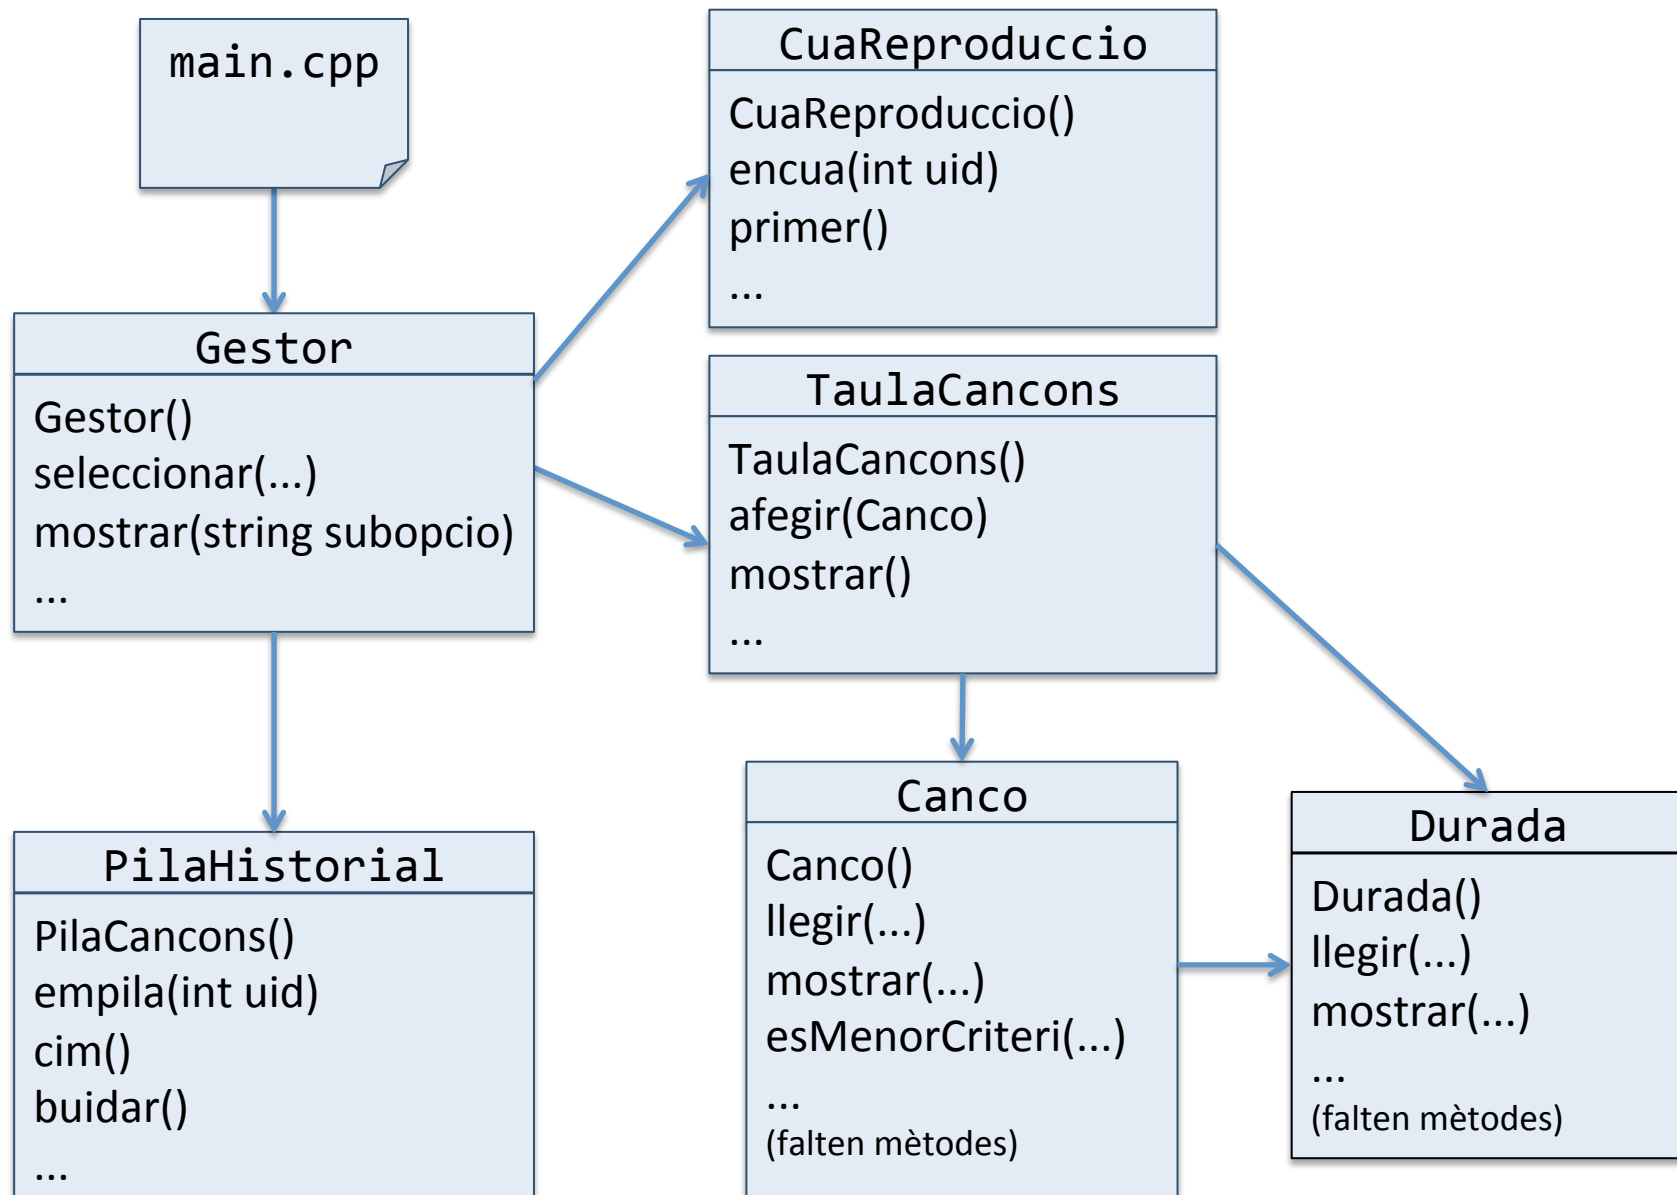 main.cpp
CuaReproduccio
CuaReproduccio()
encua(int uid)
primer()
...
Gestor
Gestor()
seleccionar(...)
mostrar(string subopcio)
...
TaulaCancons
TaulaCancons()
afegir(Canco)
mostrar()
...
PilaHistorial
PilaCancons()
empila(int uid)
cim()
buidar()
...
Canco
Canco()
llegir(...)
mostrar(...)
esMenorCriteri(...)
...
(falten mètodes)
Durada
Durada()
llegir(...)
mostrar(...)
...
(falten mètodes)